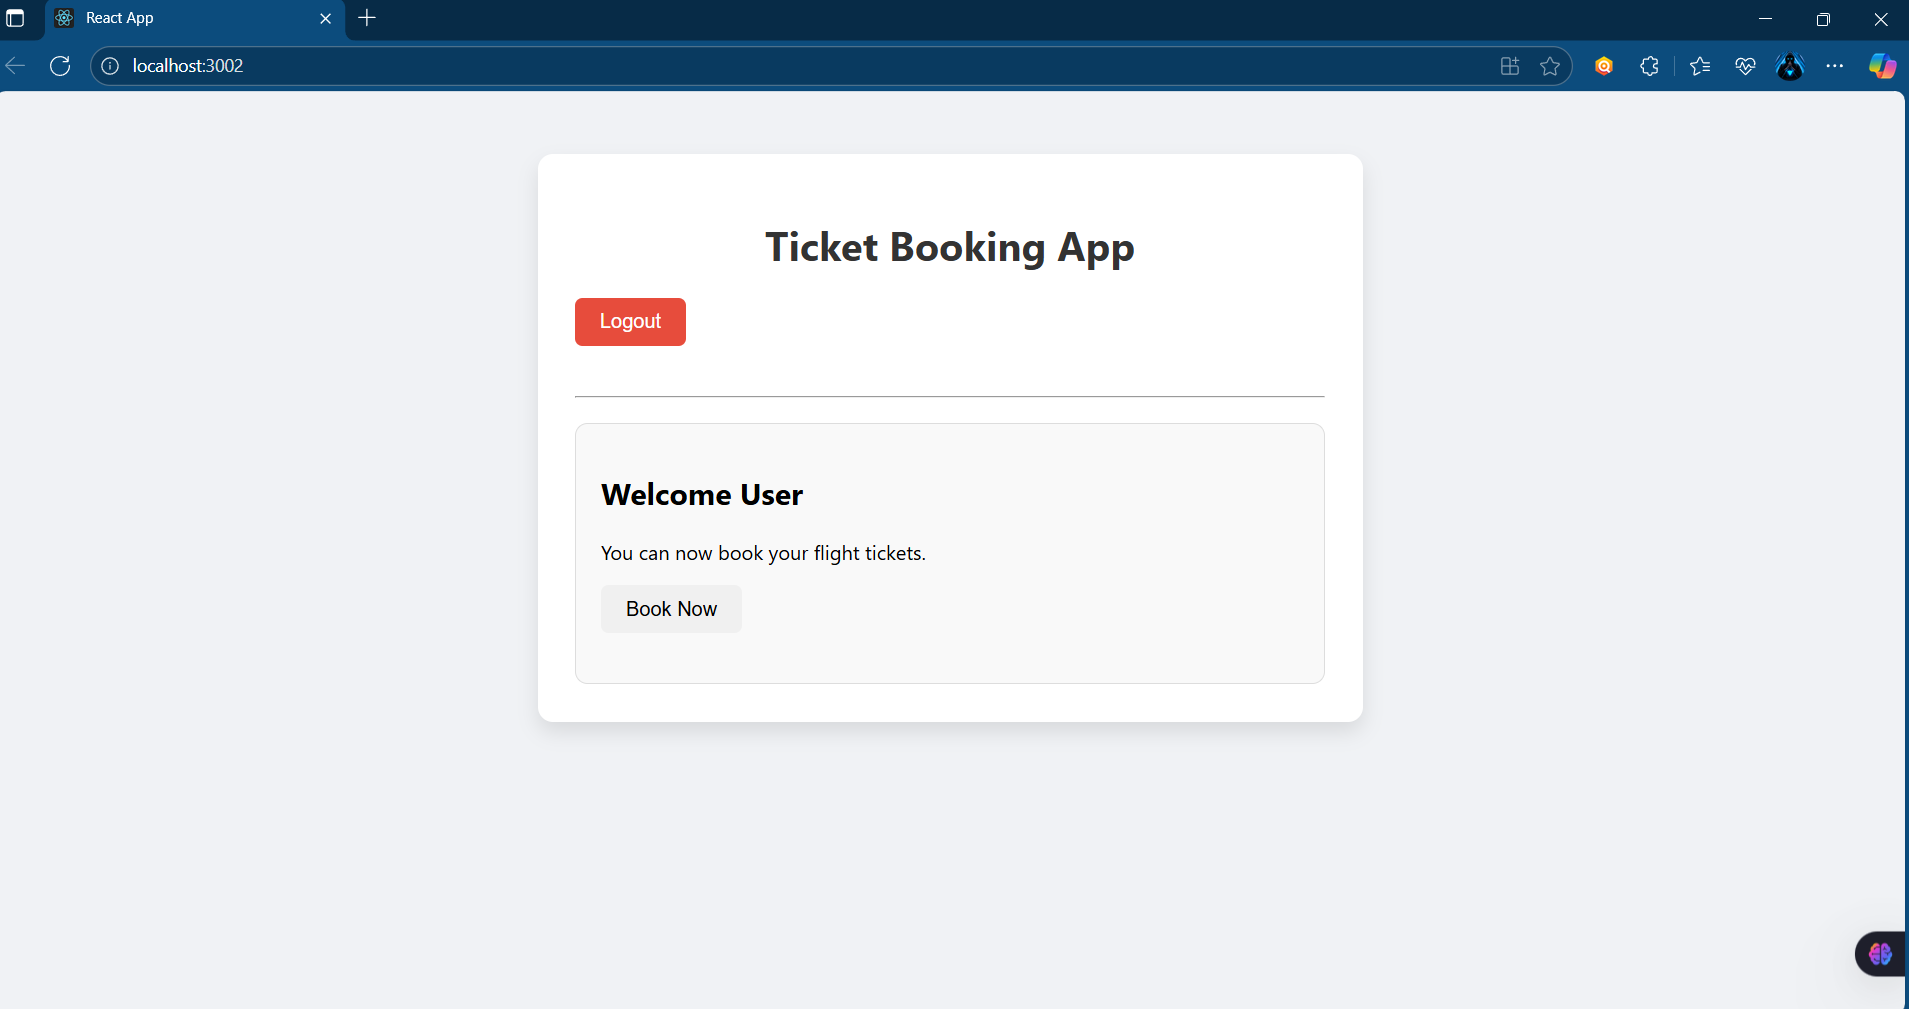 React App
localhost:3002
Ticket Booking App
Logout
Welcome User
You can now book your flight tickets.
Book Now